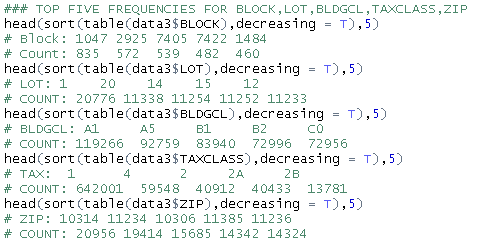 ### TOP FIVE FREQUENCIES FOR BLOCK,LOT,BLDGCL,TAXCLASS,ZIP
head(sort(table(data3$BLOCK),decreasing = T),5)
# Block: 1047 2925 7405 7422 1484
# Count: 835 572 539 482 460
head(sort(table(data3$LOT),decreasing = T),5)
# LOT: 1 20 14 15 12
# COUNT: 20776 11338 11254 11252 11233
head(sort(table(data3$BLDGCL),decreasing = T),5)
# BLDGCL: A1 A5 B1 B2 C0
# COUNT: 119266 92759 83940 72996 72956
head(sort(table(data3$TAXCLASS),decreasing = T),5)
# TAX: 1 4 2 2A 2B
# COUNT: 642001 59548 40912 40433 13781
head(sort(table(data3$ZIP),decreasing = T),5)
# ZIP: 10314 11234 10306 11385 11236
# COUNT: 20956 19414 15685 14342 14324